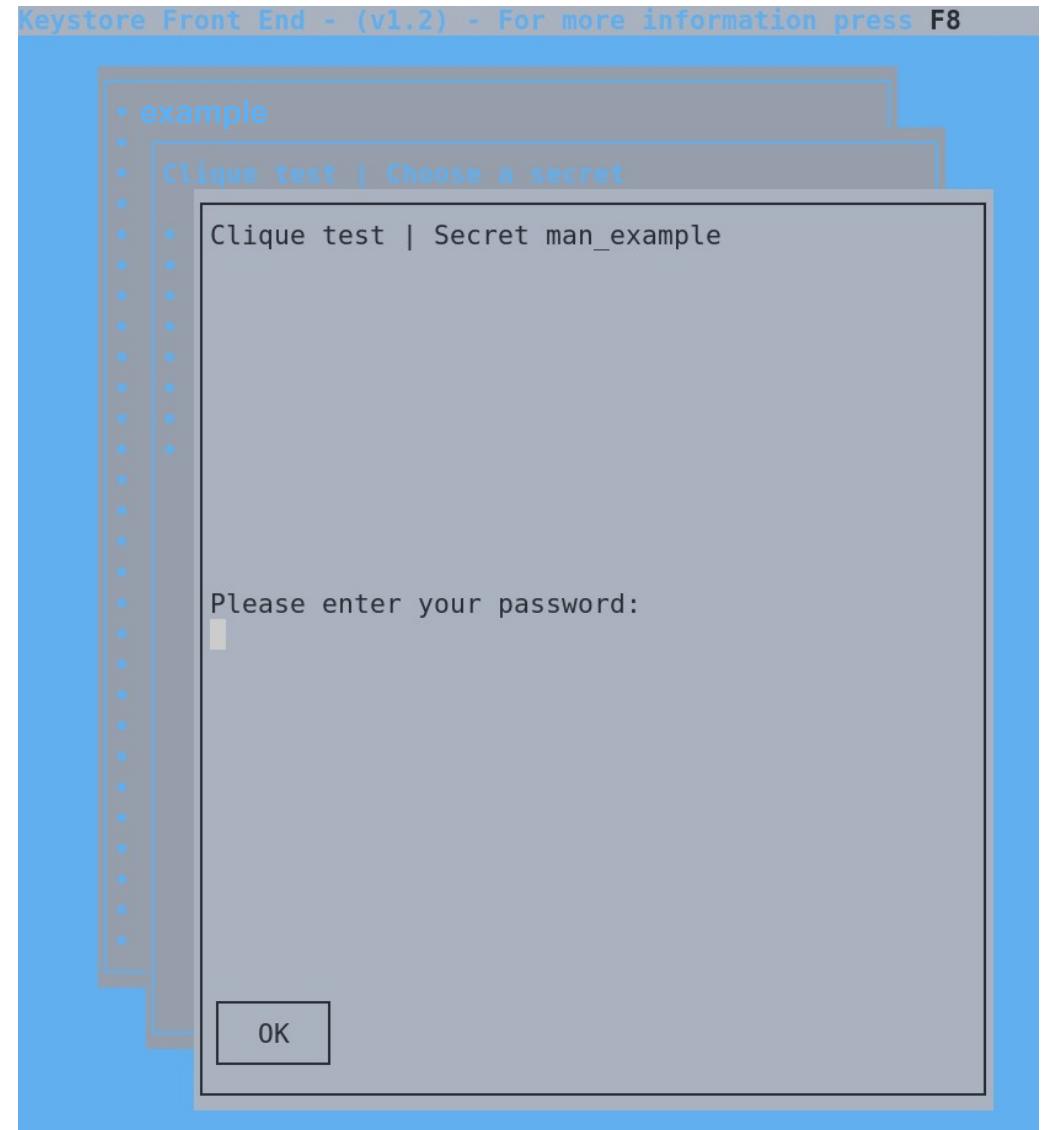 Keystore Front End - (v1.2) - For more information press F8
• example
Clique test | Choose a secret
Clique test | Secret man_example
Please enter your password:
OK